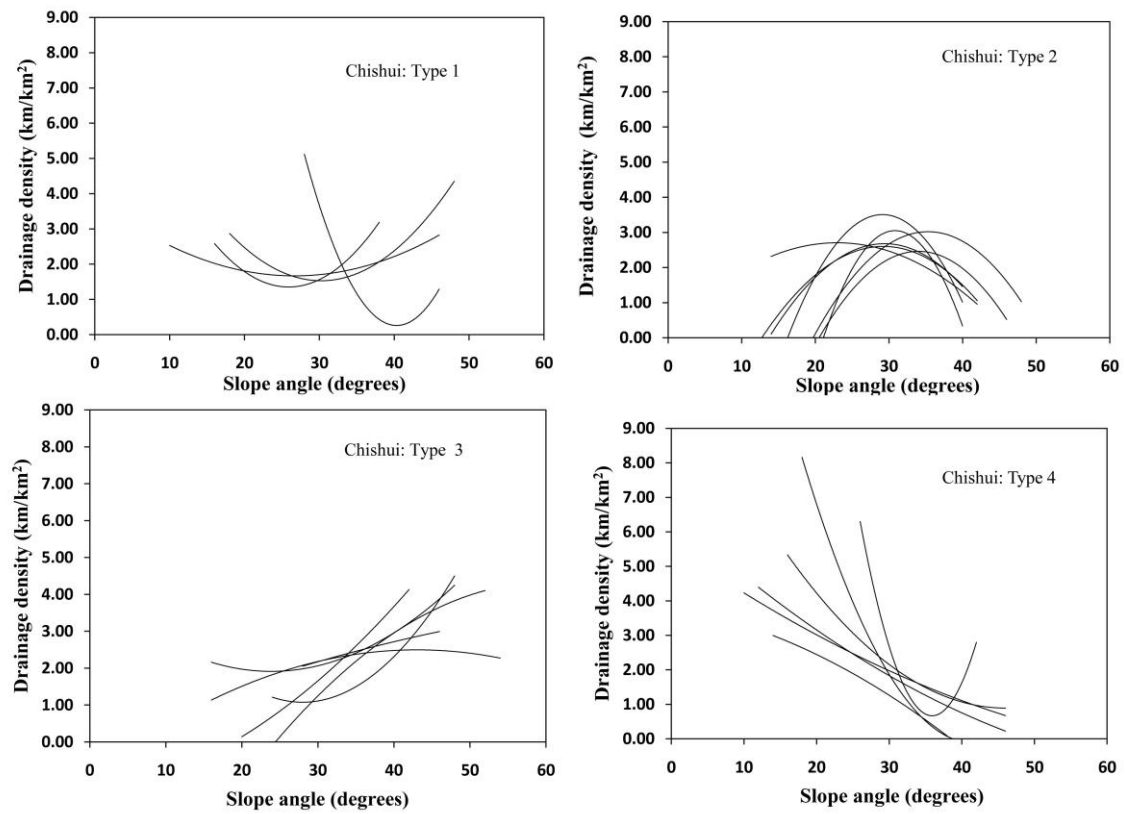 9.00
8.00
7.00
6.00
5.00
4.00
3.00
2.00
1.00
0.00
Drainage density (km/km²)
Chishui: Type 1
0 10 20 30 40 50 60
Slope angle (degrees)
9.00
8.00
7.00
6.00
5.00
4.00
3.00
2.00
1.00
0.00
Drainage density (km/km²)
Chishui: Type 2
0 10 20 30 40 50 60
Slope angle (degrees)
9.00
8.00
7.00
6.00
5.00
4.00
3.00
2.00
1.00
0.00
Drainage density (km/km²)
Chishui: Type 3
0 10 20 30 40 50 60
Slope angle (degrees)
9.00
8.00
7.00
6.00
5.00
4.00
3.00
2.00
1.00
0.00
Drainage density (km/km²)
Chishui: Type 4
0 10 20 30 40 50 60
Slope angle (degrees)